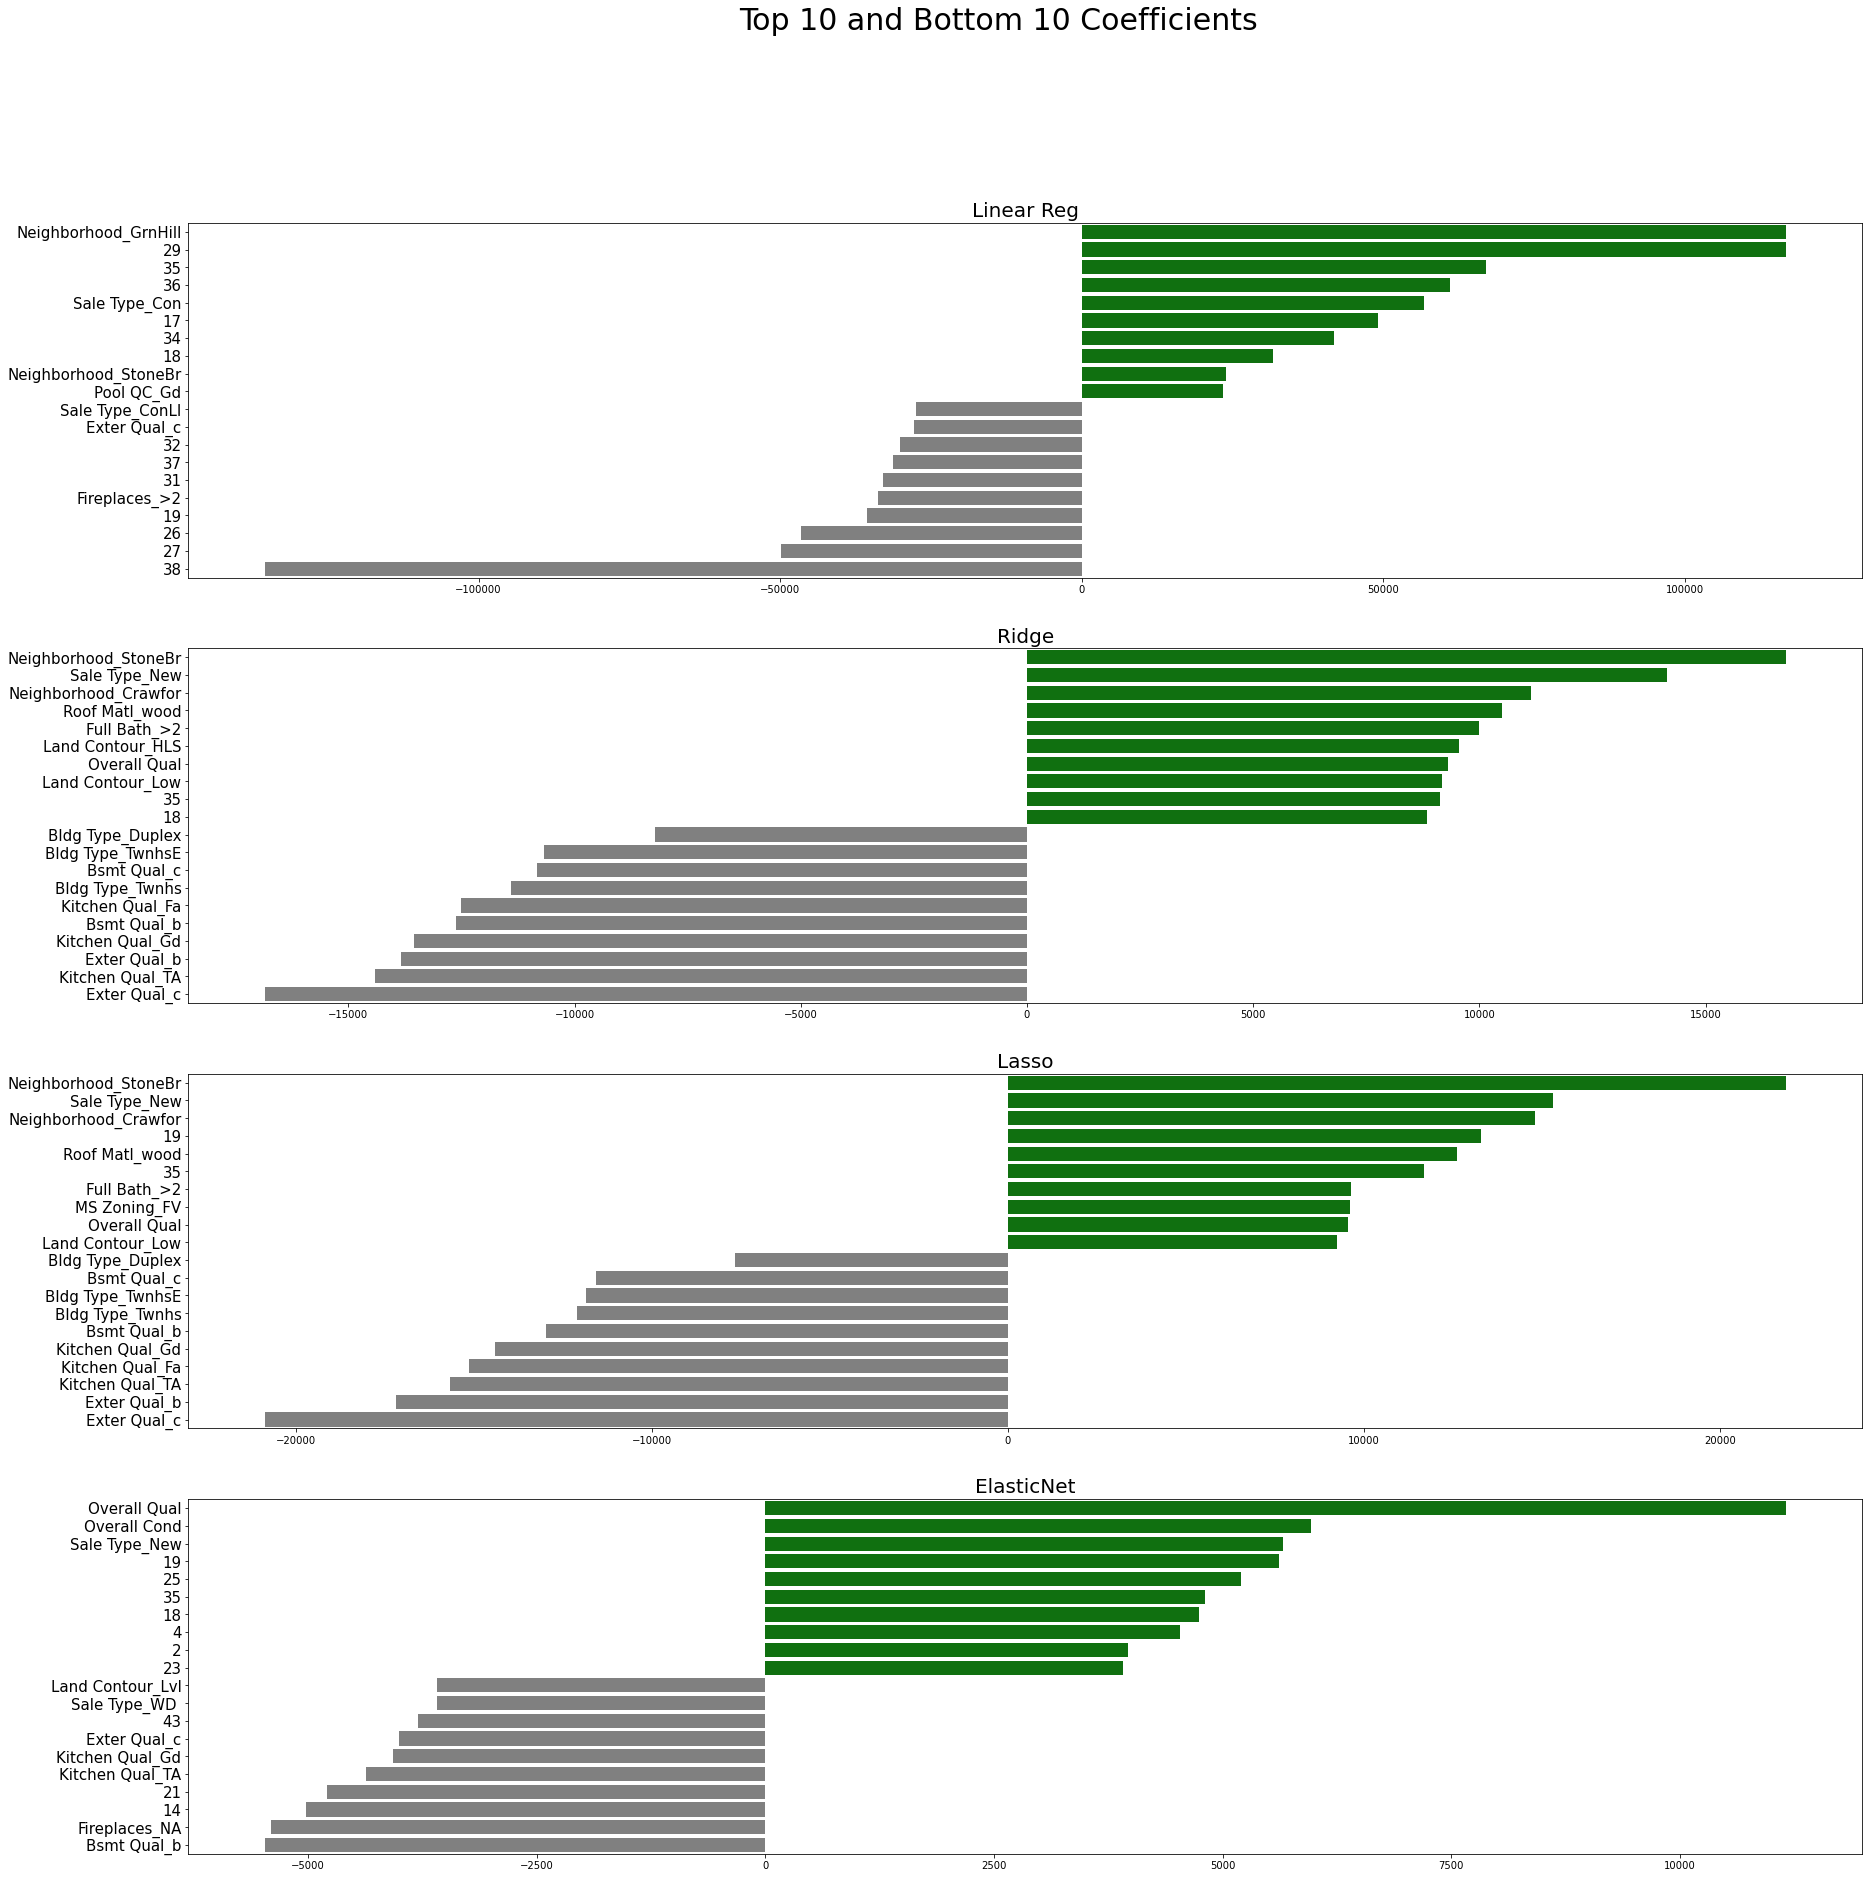 Top 10 and Bottom 10 Coefficients
Linear Reg
Neighborhood_GrnHill
29
35
36
Sale Type_Con
17
34
18
Neighborhood_StoneBr
Pool QC_Gd
Sale Type_ConLI
Exter Qual_c
32
37
31
Fireplaces_>2
19
26
27
38
−100000 −50000 0 50000 100000
Ridge
Neighborhood_StoneBr
Sale Type_New
Neighborhood_Crawfor
Roof Matl_wood
Full Bath_>2
Land Contour_HLS
Overall Qual
Land Contour_Low
35
18
Bldg Type_Duplex
Bldg Type_TwnhsE
Bsmt Qual_c
Bldg Type_Twnhs
Kitchen Qual_Fa
Bsmt Qual_b
Kitchen Qual_Gd
Exter Qual_b
Kitchen Qual_TA
Exter Qual_c
−15000 −10000 −5000 0 5000 10000 15000
Lasso
Neighborhood_StoneBr
Sale Type_New
Neighborhood_Crawfor
19
Roof Matl_wood
35
Full Bath_>2
MS Zoning_FV
Overall Qual
Land Contour_Low
Bldg Type_Duplex
Bsmt Qual_c
Bldg Type_TwnhsE
Bldg Type_Twnhs
Bsmt Qual_b
Kitchen Qual_Gd
Kitchen Qual_Fa
Kitchen Qual_TA
Exter Qual_b
Exter Qual_c
−20000 −10000 0 10000 20000
ElasticNet
Overall Qual
Overall Cond
Sale Type_New
19
25
35
18
4
2
23
Land Contour_Lvl
Sale Type_WD
43
Exter Qual_c
Kitchen Qual_Gd
Kitchen Qual_TA
21
14
Fireplaces_NA
Bsmt Qual_b
−5000 −2500 0 2500 5000 7500 10000